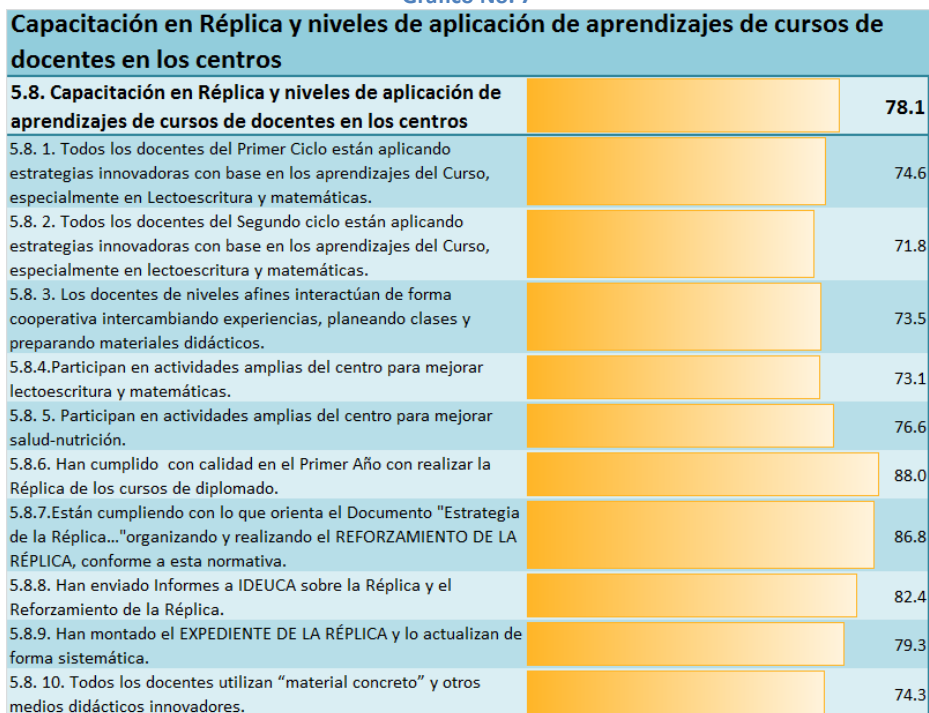 Gráfico No. 7
Capacitación en Réplica y niveles de aplicación de aprendizajes de cursos de
docentes en los centros
5.8. Capacitación en Réplica y niveles de aplicación de
aprendizajes de cursos de docentes en los centros
78.1
5.8. 1. Todos los docentes del Primer Ciclo están aplicando
estrategias innovadoras con base en los aprendizajes del Curso,
especialmente en Lectoescritura y matemáticas.
74.6
5.8. 2. Todos los docentes del Segundo ciclo están aplicando
estrategias innovadoras con base en los aprendizajes del Curso,
especialmente en lectoescritura y matemáticas.
71.8
5.8. 3. Los docentes de niveles afines interactúan de forma
cooperativa intercambiando experiencias, planeando clases y
preparando materiales didácticos.
73.5
5.8.4.Participan en actividades amplias del centro para mejorar
lectoescritura y matemáticas.
73.1
5.8. 5. Participan en actividades amplias del centro para mejorar
salud-nutrición.
76.6
5.8.6. Han cumplido  con calidad en el Primer Año con realizar la
Réplica de los cursos de diplomado.
88.0
5.8.7.Están cumpliendo con lo que orienta el Documento "Estrategia
de la Réplica..."organizando y realizando el REFORZAMIENTO DE LA
RÉPLICA, conforme a esta normativa.
86.8
5.8.8. Han enviado Informes a IDEUCA sobre la Réplica y el
Reforzamiento de la Réplica.
82.4
5.8.9. Han montado el EXPEDIENTE DE LA RÉPLICA y lo actualizan de
forma sistemática.
79.3
5.8. 10. Todos los docentes utilizan “material concreto” y otros
medios didácticos innovadores.
74.3